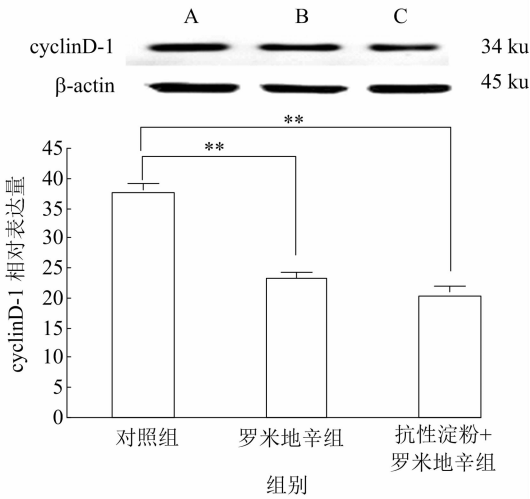 A B C
cyclinD-1 34 ku
β-actin 45 ku
**
**
cyclinD-1 相对表达量
45
40
35
30
25
20
15
10
5
0
对照组 罗米地辛组 抗性淀粉+
罗米地辛组
组别